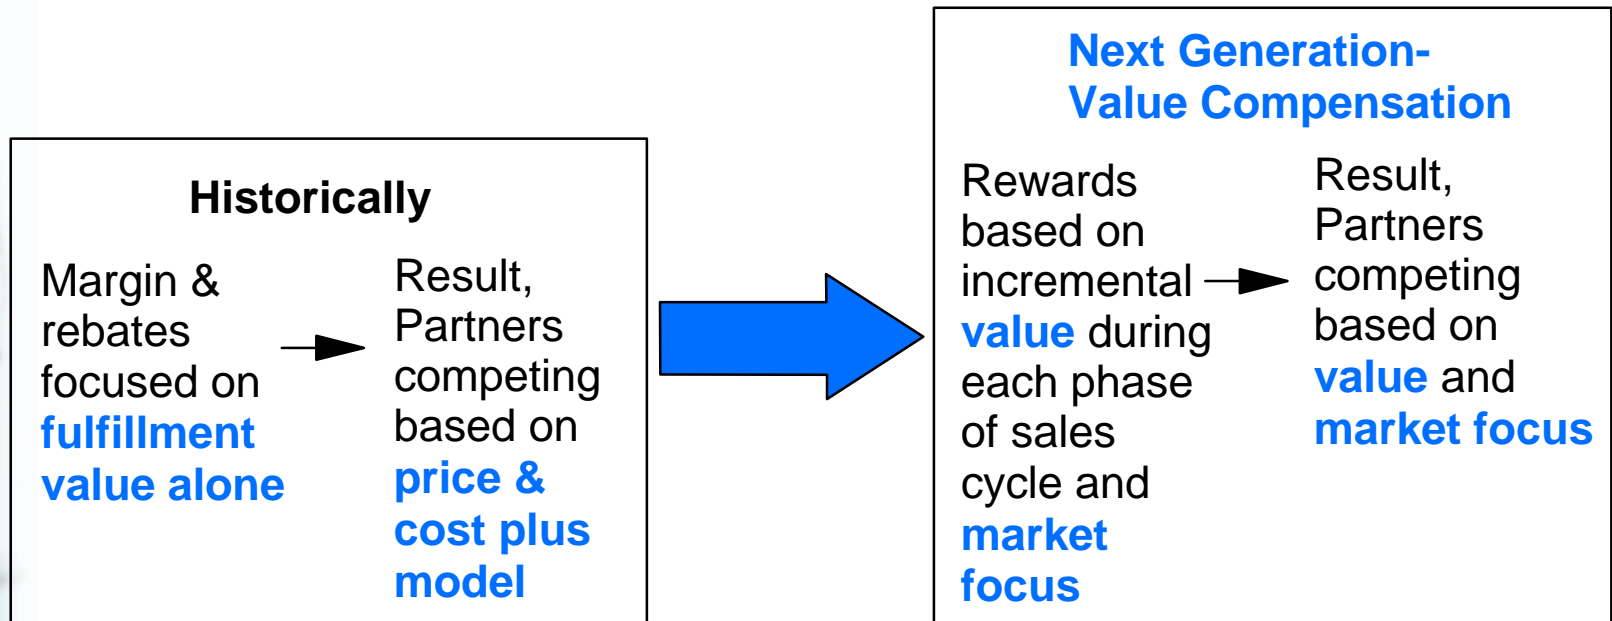 Historically
Margin &
rebates
focused on
fulfillment
value alone
Result,
Partners
competing
based on
price &
cost plus
model
Next Generation-
Value Compensation
Rewards
based on
incremental
value during
each phase
of sales
cycle and
market
focus
Result,
Partners
competing
based on
value and
market focus